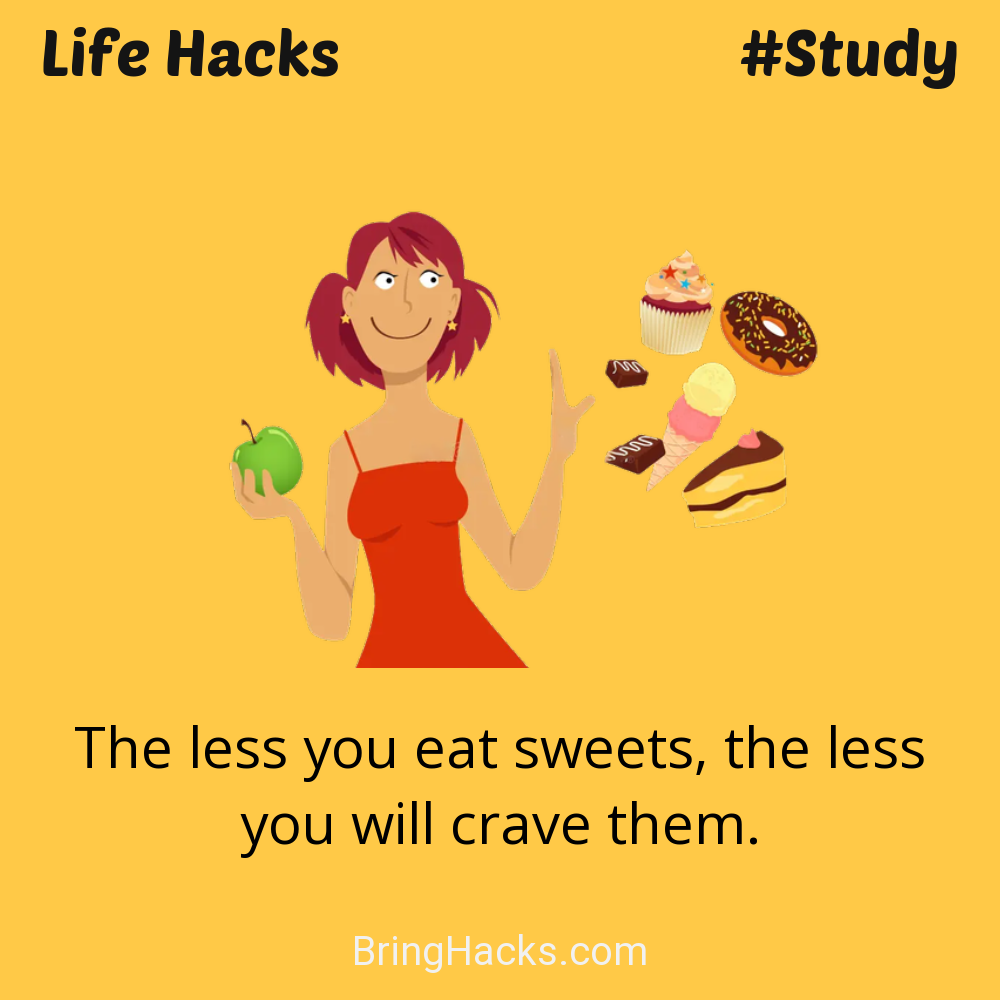 Life Hacks
#Study
The less you eat sweets, the less
you will crave them.
BringHacks.com